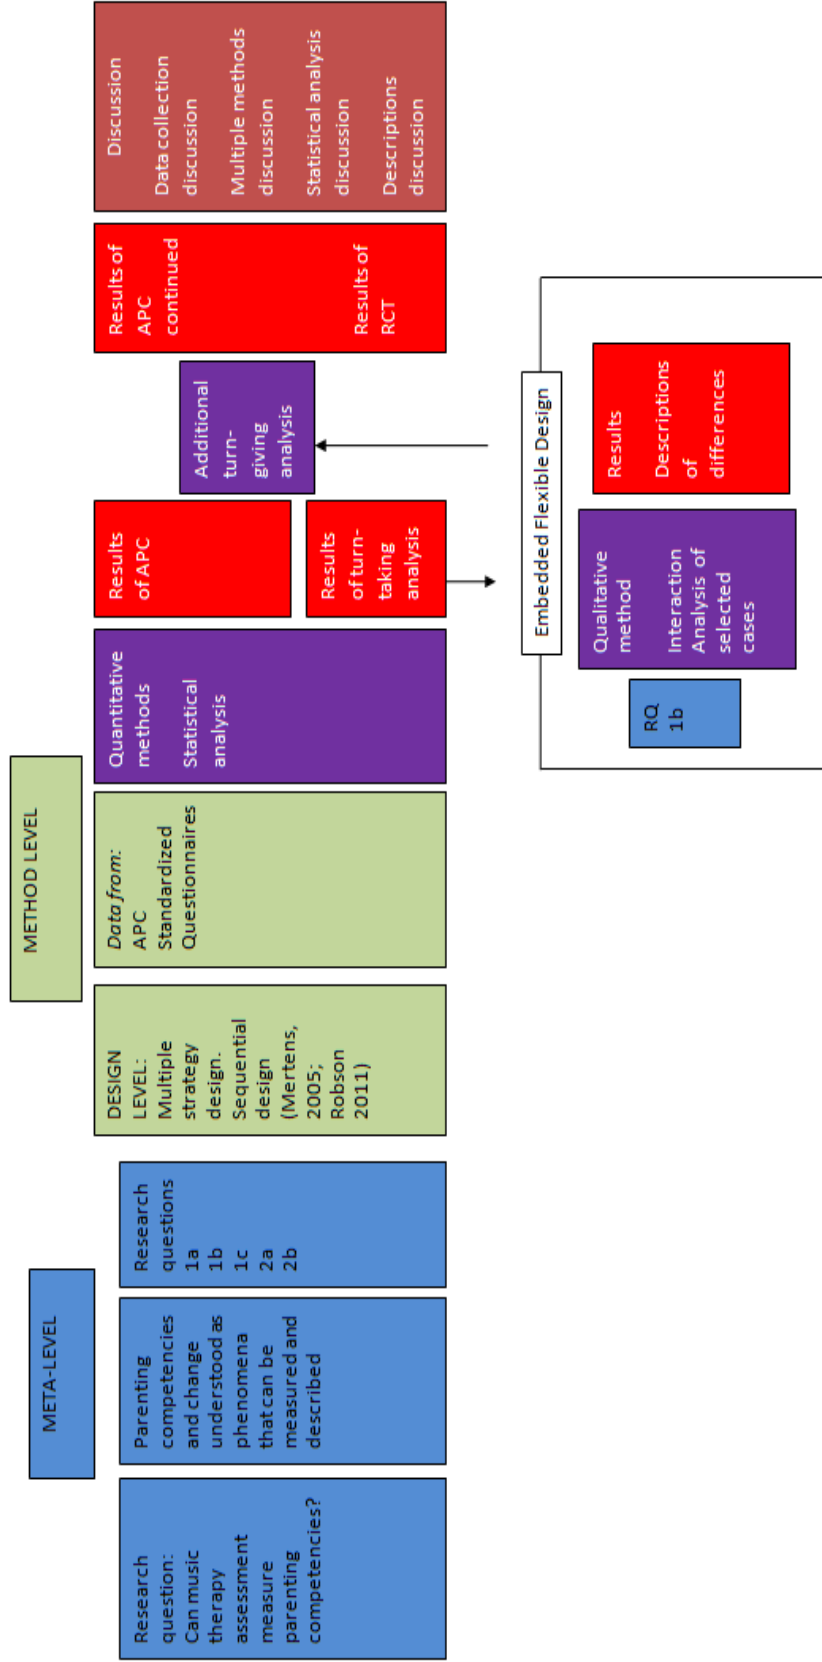 META-LEVEL
METHOD LEVEL
Research
question:
Can music
therapy
assessment
measure
parenting
competencies?
Parenting
competencies
and change
understood as
phenomena
that can be
measured and
described
Research
questions
1a
1b
1c
2a
2b
DESIGN
LEVEL:
Multiple
strategy
design.
Sequential
design
(Mertens,
2005;
Robson
2011)
Data from:
APC
Standardized
Questionnaires
Quantitative
methods
Statistical
analysis
Results
of APC
Results
of turn-
taking
analysis
Additional
turn-
giving
analysis
Results of
APC
continued
Results of
RCT
Discussion
Data collection
discussion
Multiple methods
discussion
Statistical analysis
discussion
Descriptions
discussion
Embedded Flexible Design
RQ
1b
Qualitative
method
Interaction
Analysis of
selected
cases
Results
Descriptions
of
differences